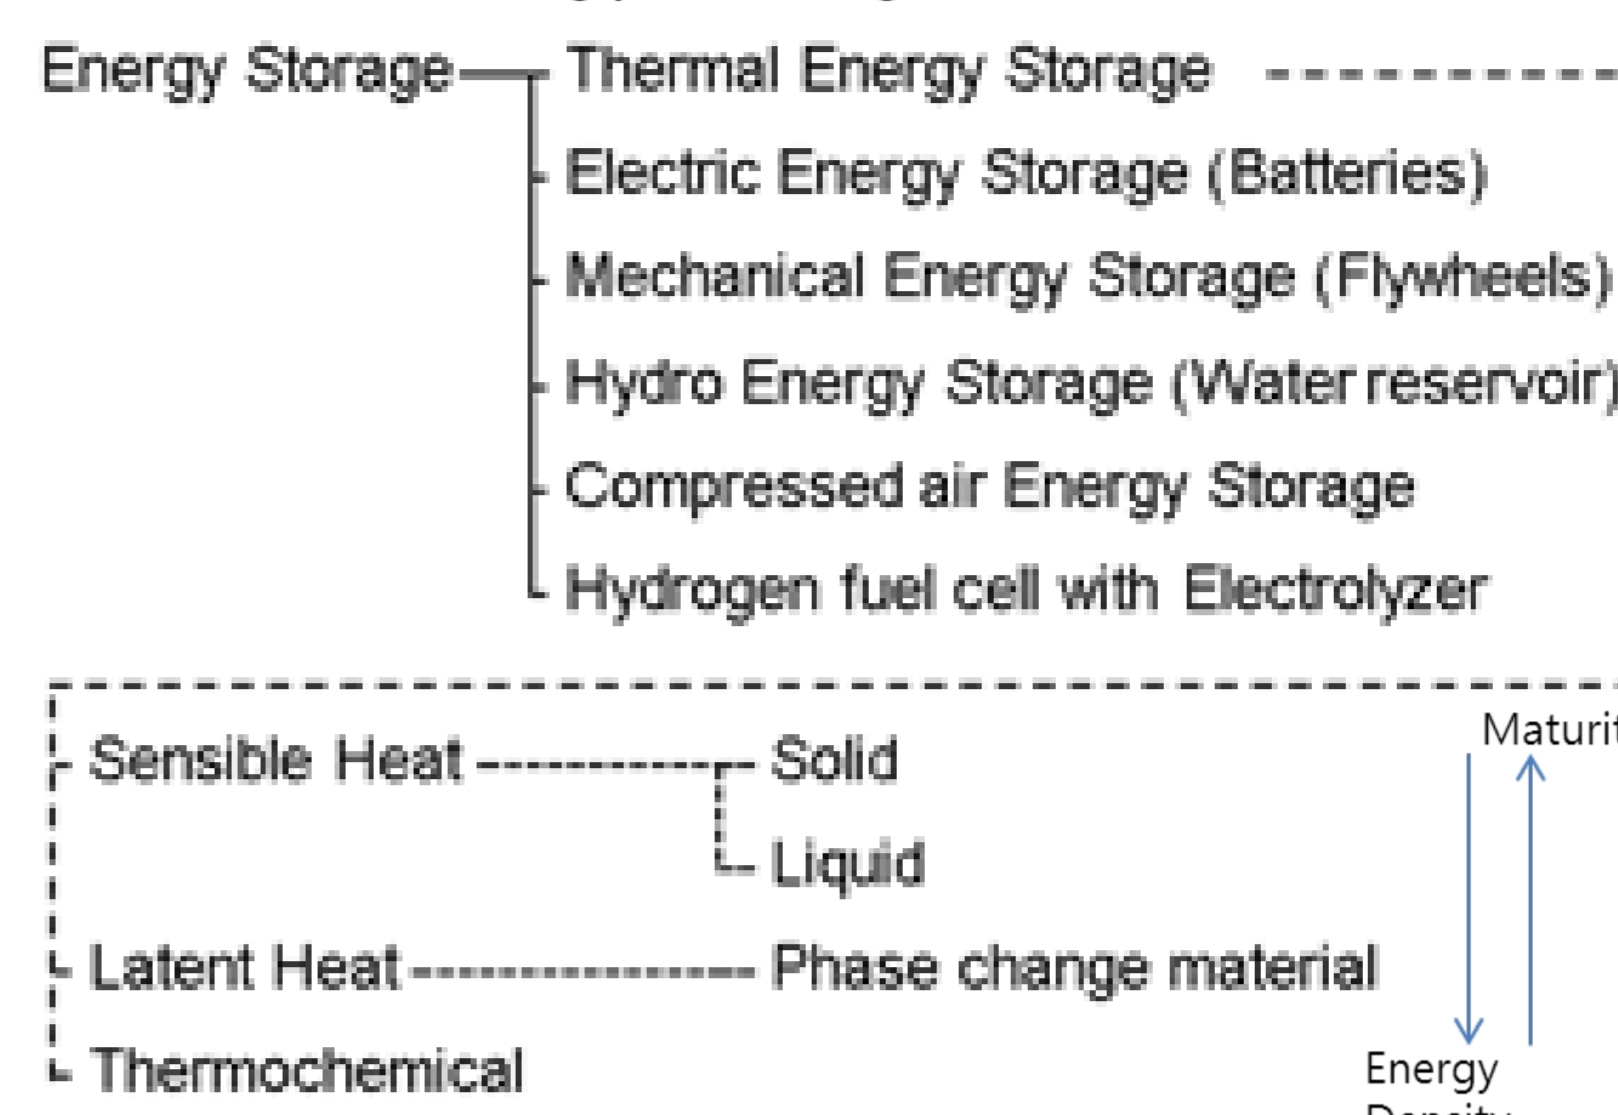 Energy Storage Thermal Energy Storage
Electric Energy Storage (Batteries)
Mechanical Energy Storage (Flywheels)
Hydro Energy Storage (Water reservoir)
Compressed air Energy Storage
Hydrogen fuel cell with Electrolyzer
Maturit
Sensible Heat Solid
Liquid
Latent Heat Phase change material
Thermochemical
Energy
Density